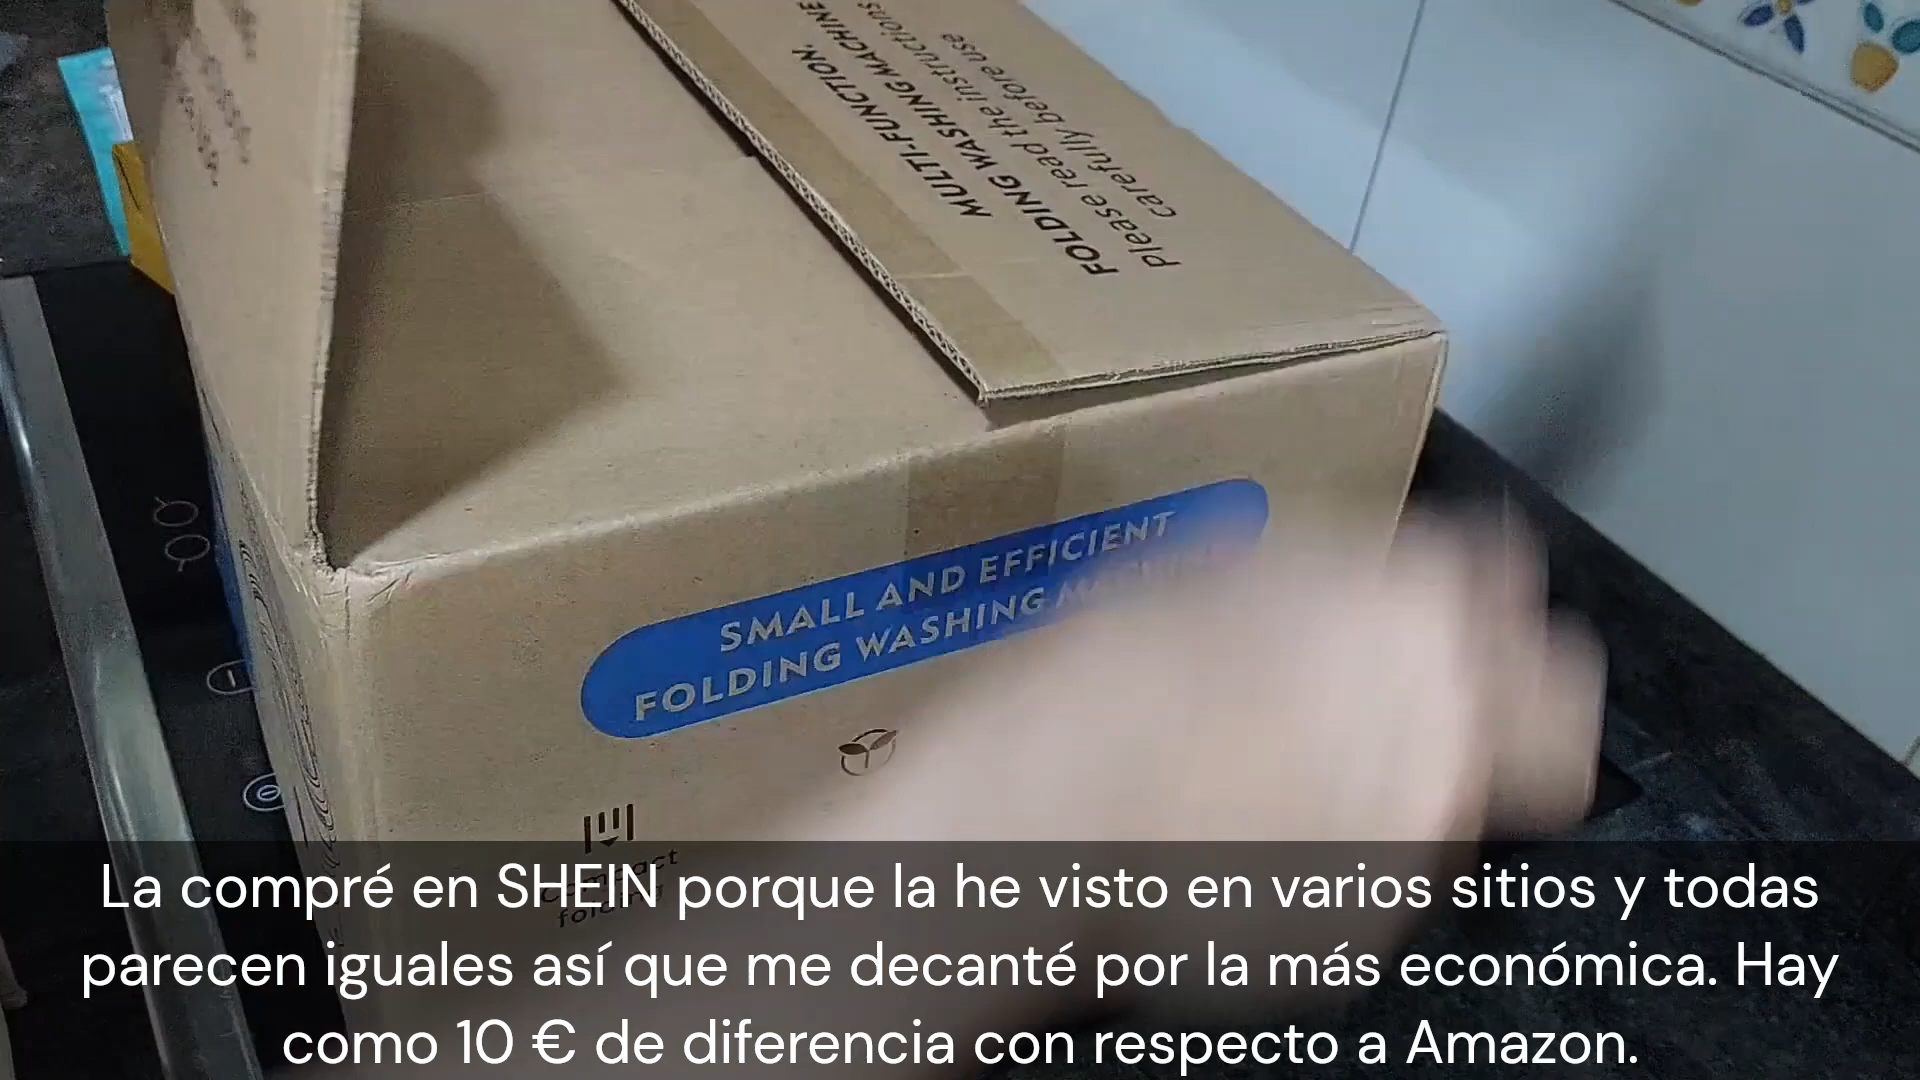 MULTI-FUNCTION,
FOLDING WASHING MACHINE
Please read the instructions
carefully before use
SMALL AND EFFICIENT
FOLDING WASHING
Compact
folding
La compré en SHEIN porque la he visto en varios sitios y todas
parecen iguales así que me decanté por la más económica. Hay
como 10 € de diferencia con respecto a Amazon.